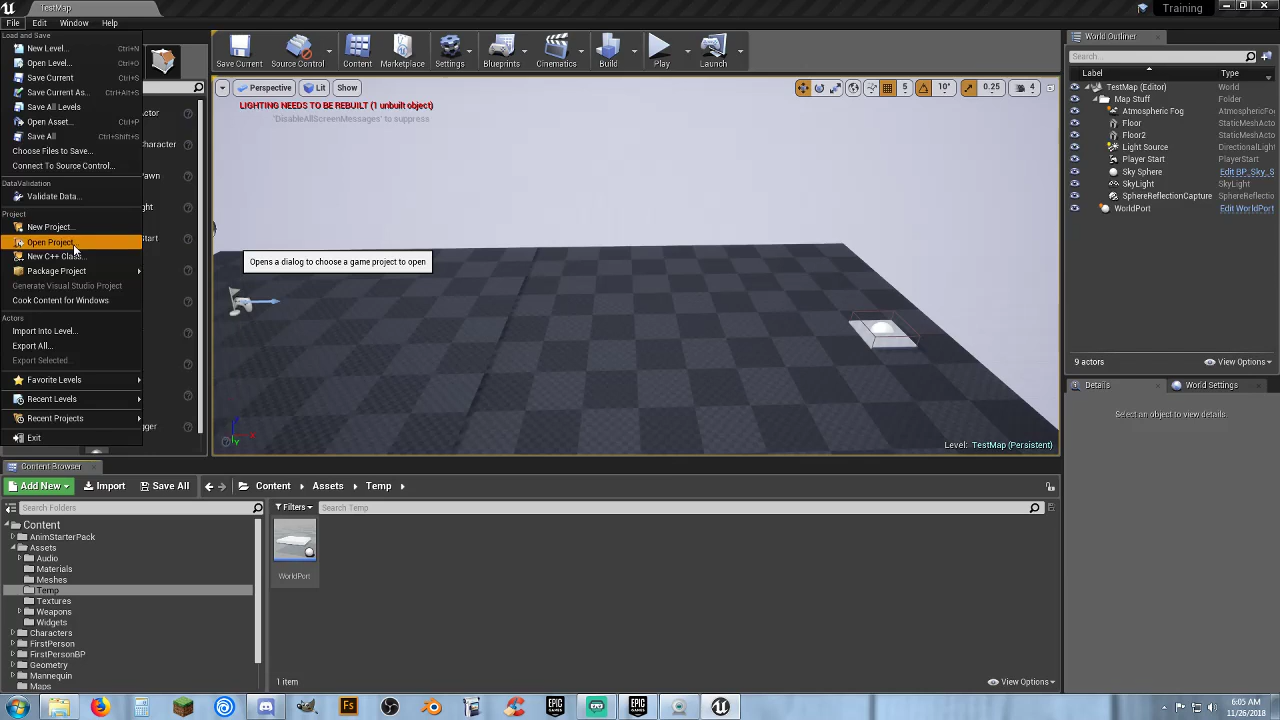 TestMap
Training
File Edit Window Help
Load and Save
New Level... Ctrl+N
Open Level... Ctrl+O
Save Current Ctrl+S
Save Current As... Ctrl+Alt+S
Save All Levels
Open Asset... Ctrl+P
Save All Ctrl+Shift+S
Choose Files to Save...
Connect To Source Control...
DataValidation
Validate Data...
Project
New Project...
Open Project...
New C++ Class...
Package Project
Generate Visual Studio Project
Cook Content for Windows
Actors
Import Into Level...
Export All...
Export Selected...
Favorite Levels
Recent Levels
Recent Projects
Exit
Opens a dialog to choose a game project to open
Save Current Source Control Content Marketplace Settings Blueprints Cinematics Build Play Launch
Perspective Lit Show
5 10° 0.25 4
LIGHTING NEEDS TO BE REBUILT (1 unbuilt object)
'DisableAllScreenMessages' to suppress
Level: TestMap (Persistent)
World Outliner
Search...
Label Type
TestMap (Editor) World
Map Stuff Folder
Atmospheric Fog AtmosphericFo
Floor StaticMeshActo
Floor2 StaticMeshActo
Light Source DirectionalLigh
Player Start PlayerStart
Sky Sphere Edit BP_Sky_S
SkyLight SkyLight
SphereReflectionCapture SphereReflecti
WorldPort Edit WorldPort
9 actors View Options
Details World Settings
Select an object to view details.
Content Browser
Add New Import Save All Content Assets Temp
Search Folders
Filters Search Temp
Content
AnimStarterPack
Assets
Audio
Materials
Meshes
Temp
Textures
Weapons
Widgets
Characters
FirstPerson
FirstPersonBP
Geometry
Mannequin
Maps
WorldPort
1 item View Options
6:05 AM
11/26/2018